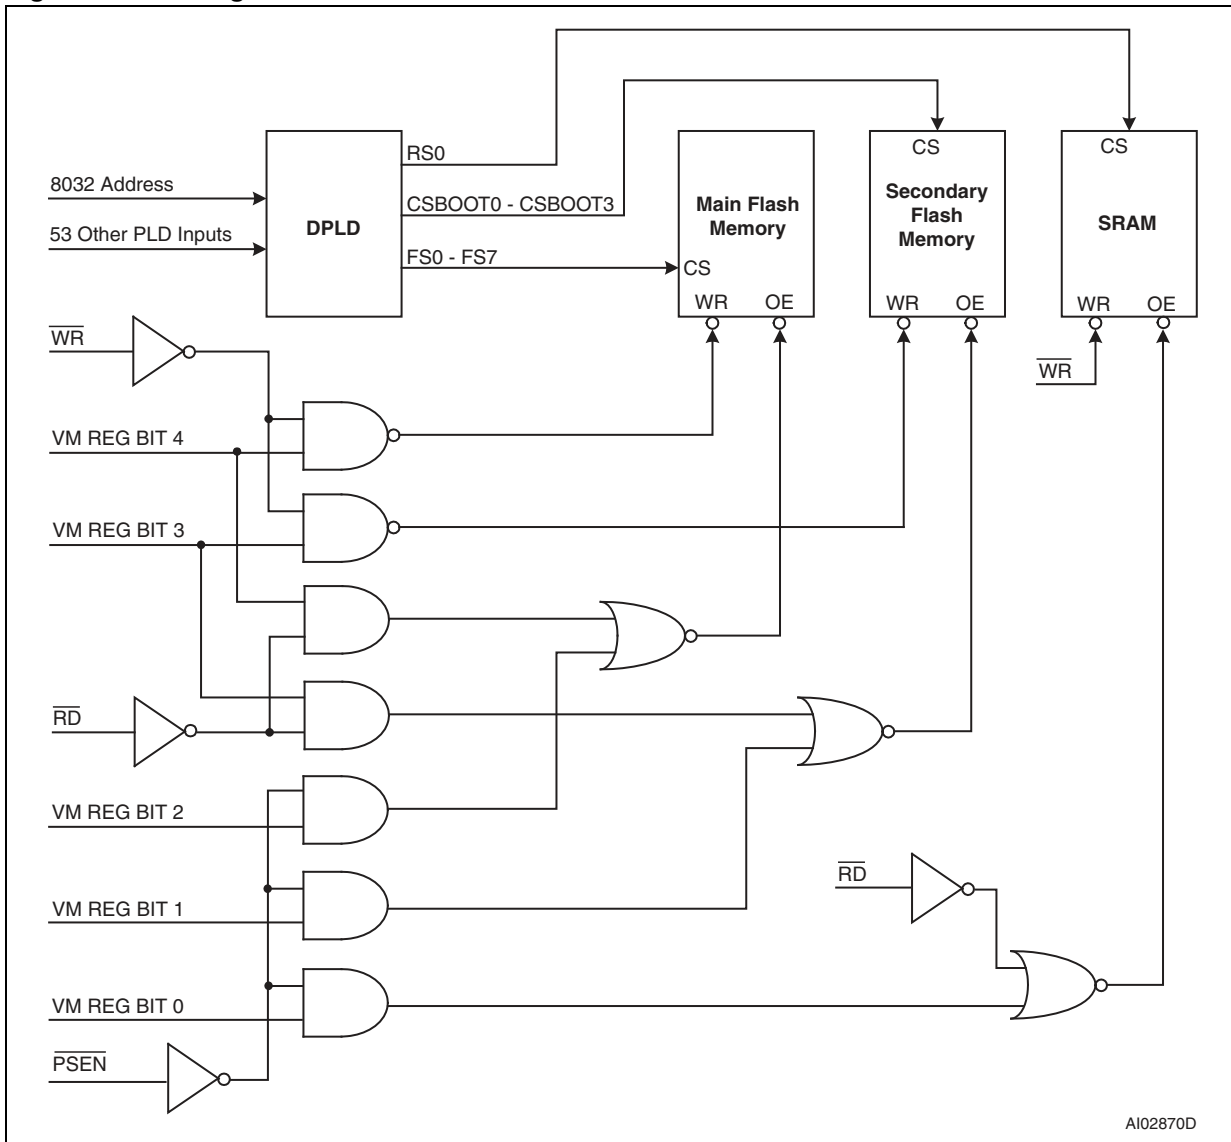 RS0
8032 Address
CSBOOT0 - CSBOOT3
53 Other PLD Inputs
DPLD
FS0 - FS7
Main Flash
Memory
CS
WR OE
CS
Secondary
Flash
Memory
WR OE
CS
SRAM
WR OE
WR
WR
VM REG BIT 4
VM REG BIT 3
RD
VM REG BIT 2
RD
VM REG BIT 1
VM REG BIT 0
PSEN
AI02870D